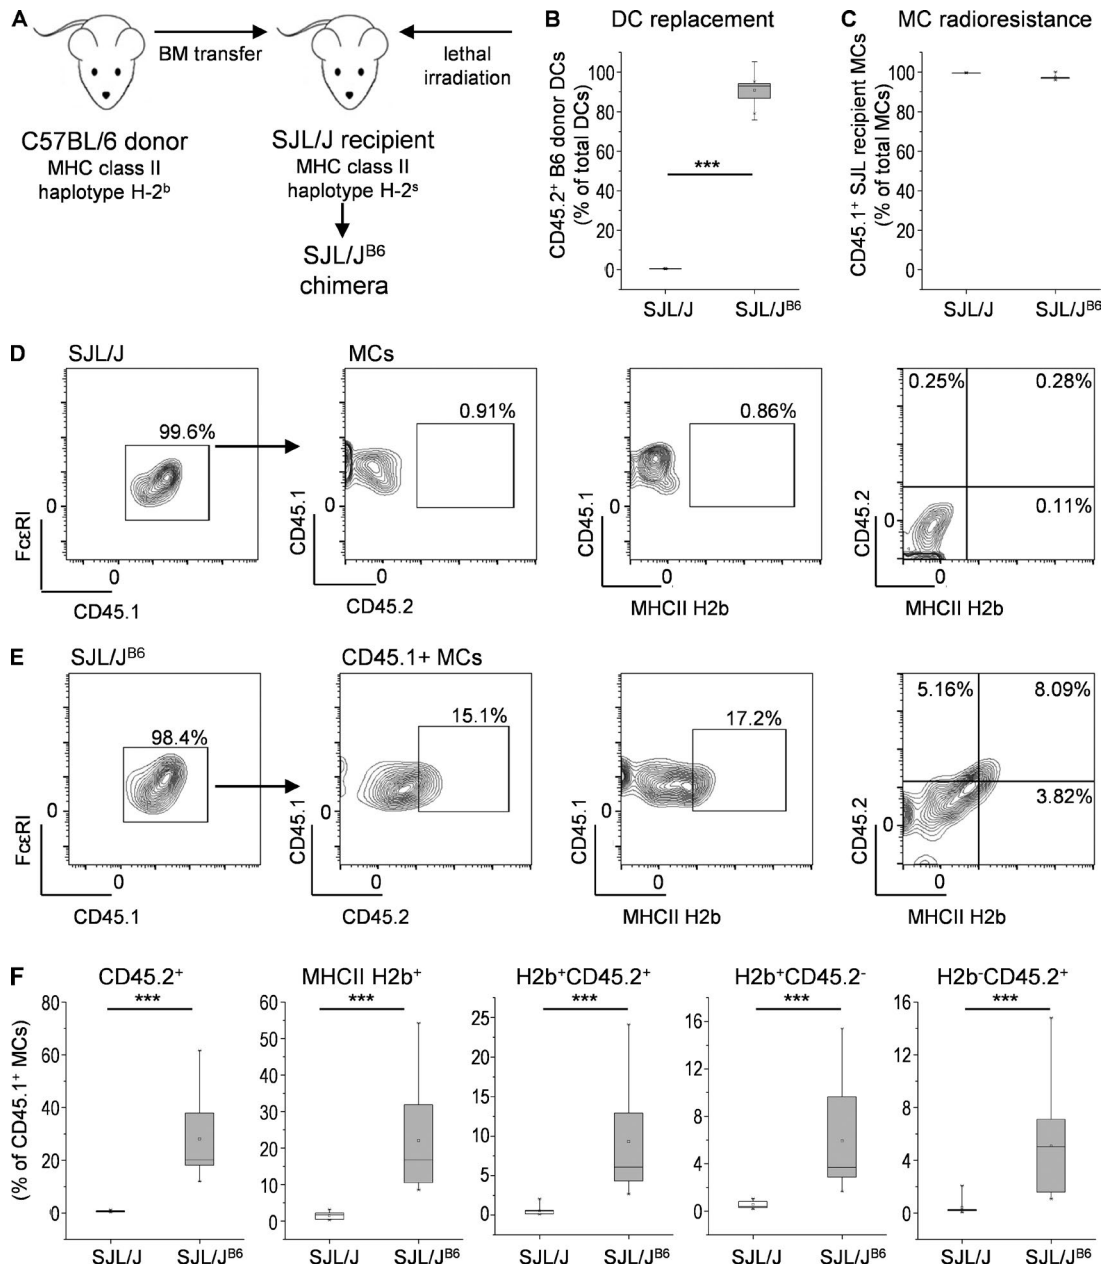 A
BM transfer
lethal
irradiation
C57BL/6 donor
MHC class II
haplotype H-2ᵇ
SJL/J recipient
MHC class II
haplotype H-2ˢ
SJL/Jᴮ⁶
chimera
B
DC replacement
CD45.2⁺ B6 donor DCs
(% of total DCs)
100
80
60
40
20
0
***
SJL/J
SJL/Jᴮ⁶
C
MC radioresistance
CD45.1⁺ SJL recipient MCs
(% of total MCs)
100
80
60
40
20
0
SJL/J
SJL/Jᴮ⁶
D
SJL/J
MCs
99.6%
0
FcεRI
0
CD45.1
0.91%
0
CD45.1
0
CD45.2
0.86%
0
CD45.1
0
MHCII H2b
0.25%
0.28%
0.11%
0
CD45.2
0
MHCII H2b
E
SJL/Jᴮ⁶
CD45.1+ MCs
98.4%
0
FcεRI
0
CD45.1
15.1%
0
CD45.1
0
CD45.2
17.2%
0
CD45.1
0
MHCII H2b
5.16%
8.09%
3.82%
0
CD45.2
0
MHCII H2b
F
(% of CD45.1⁺ MCs)
CD45.2⁺
***
80
60
40
20
0
SJL/J
SJL/Jᴮ⁶
MHCII H2b⁺
***
60
55
50
45
40
35
30
25
20
15
10
5
0
SJL/J
SJL/Jᴮ⁶
H2b⁺CD45.2⁺
***
25
20
15
10
5
0
SJL/J
SJL/Jᴮ⁶
H2b⁺CD45.2⁻
***
16
12
8
4
0
SJL/J
SJL/Jᴮ⁶
H2b⁻CD45.2⁺
***
16
12
8
4
0
SJL/J
SJL/Jᴮ⁶